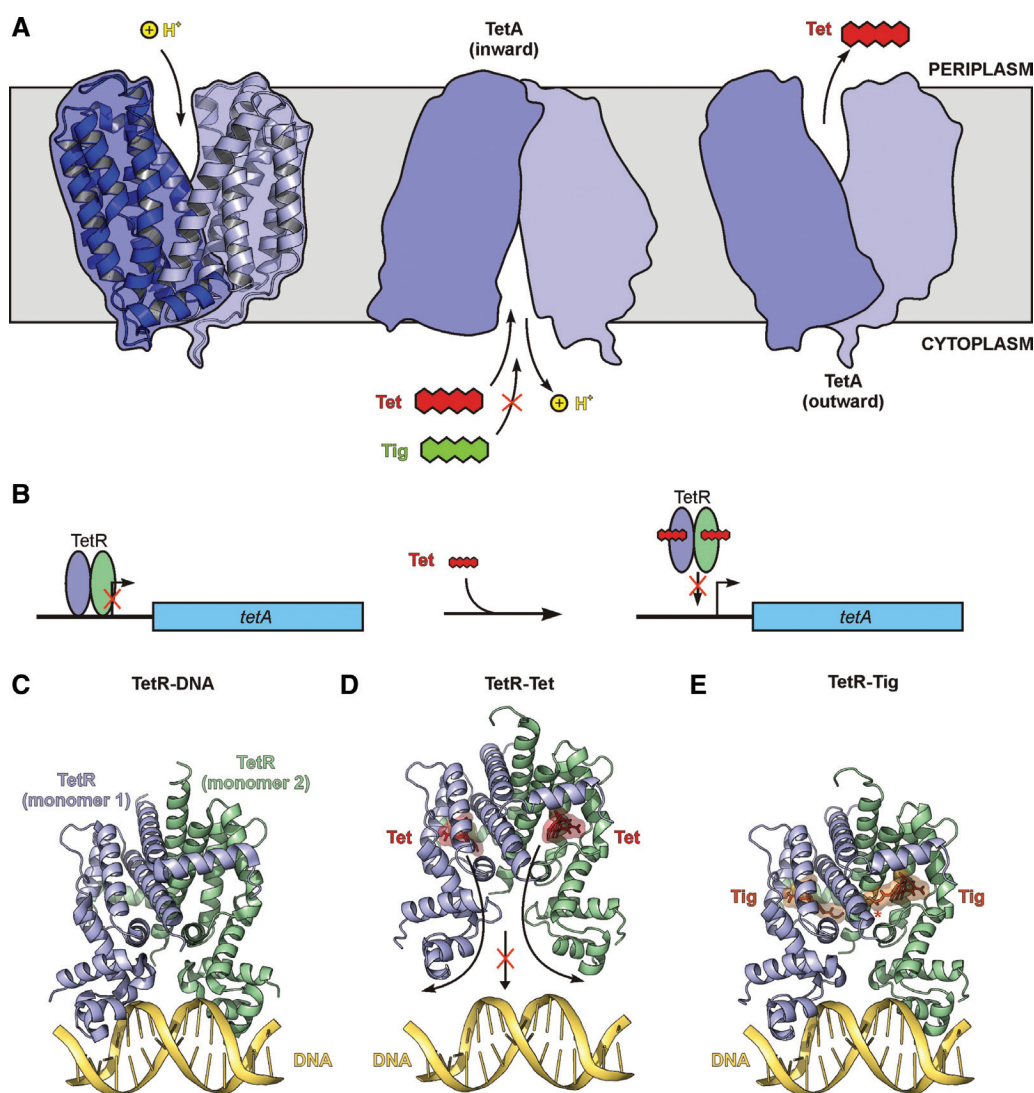 A
H+
TetA
(inward)
Tet
PERIPLASM
CYTOPLASM
Tet
H+
Tig
TetA
(outward)
B
TetR
tetA
Tet
TetR
tetA
C
TetR-DNA
TetR
(monomer 1)
TetR
(monomer 2)
DNA
D
TetR-Tet
Tet
Tet
DNA
E
TetR-Tig
Tig
Tig
*
DNA